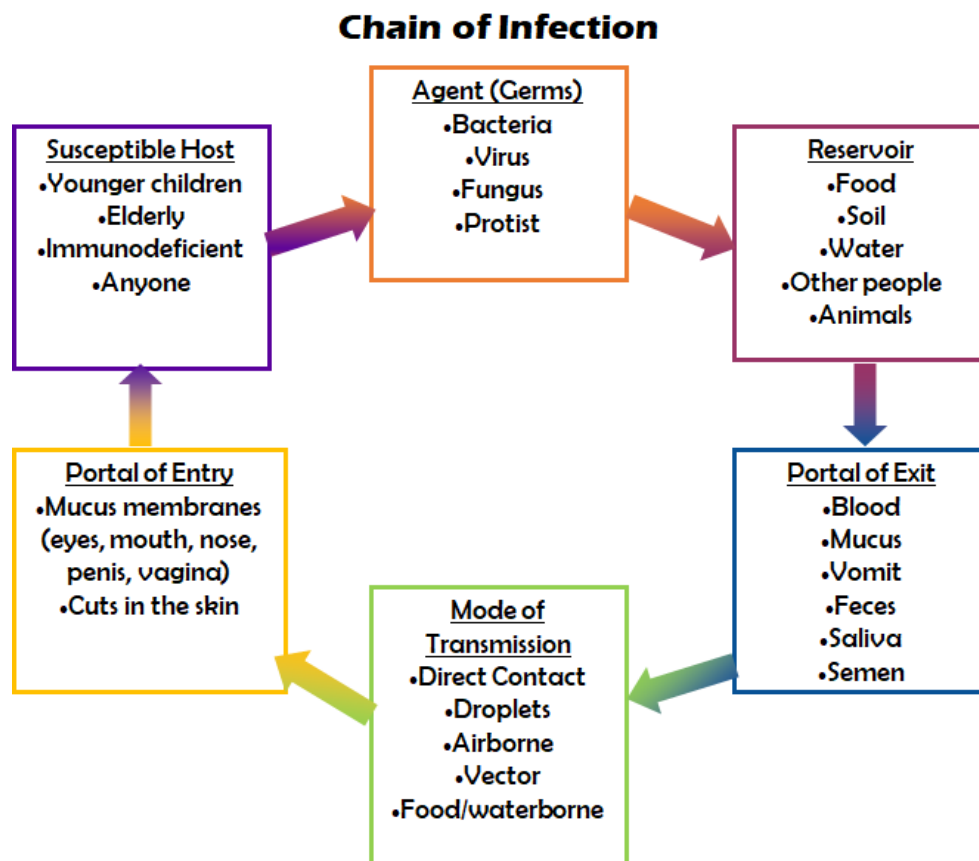 Chain of Infection
Agent (Germs)
•Bacteria
•Virus
•Fungus
•Protist
Susceptible Host
•Younger children
•Elderly
•Immunodeficient
•Anyone
Reservoir
•Food
•Soil
•Water
•Other people
•Animals
Portal of Entry
•Mucus membranes
(eyes, mouth, nose,
penis, vagina)
•Cuts in the skin
Portal of Exit
•Blood
•Mucus
•Vomit
•Feces
•Saliva
•Semen
Mode of
Transmission
•Direct Contact
•Droplets
•Airborne
•Vector
•Food/waterborne